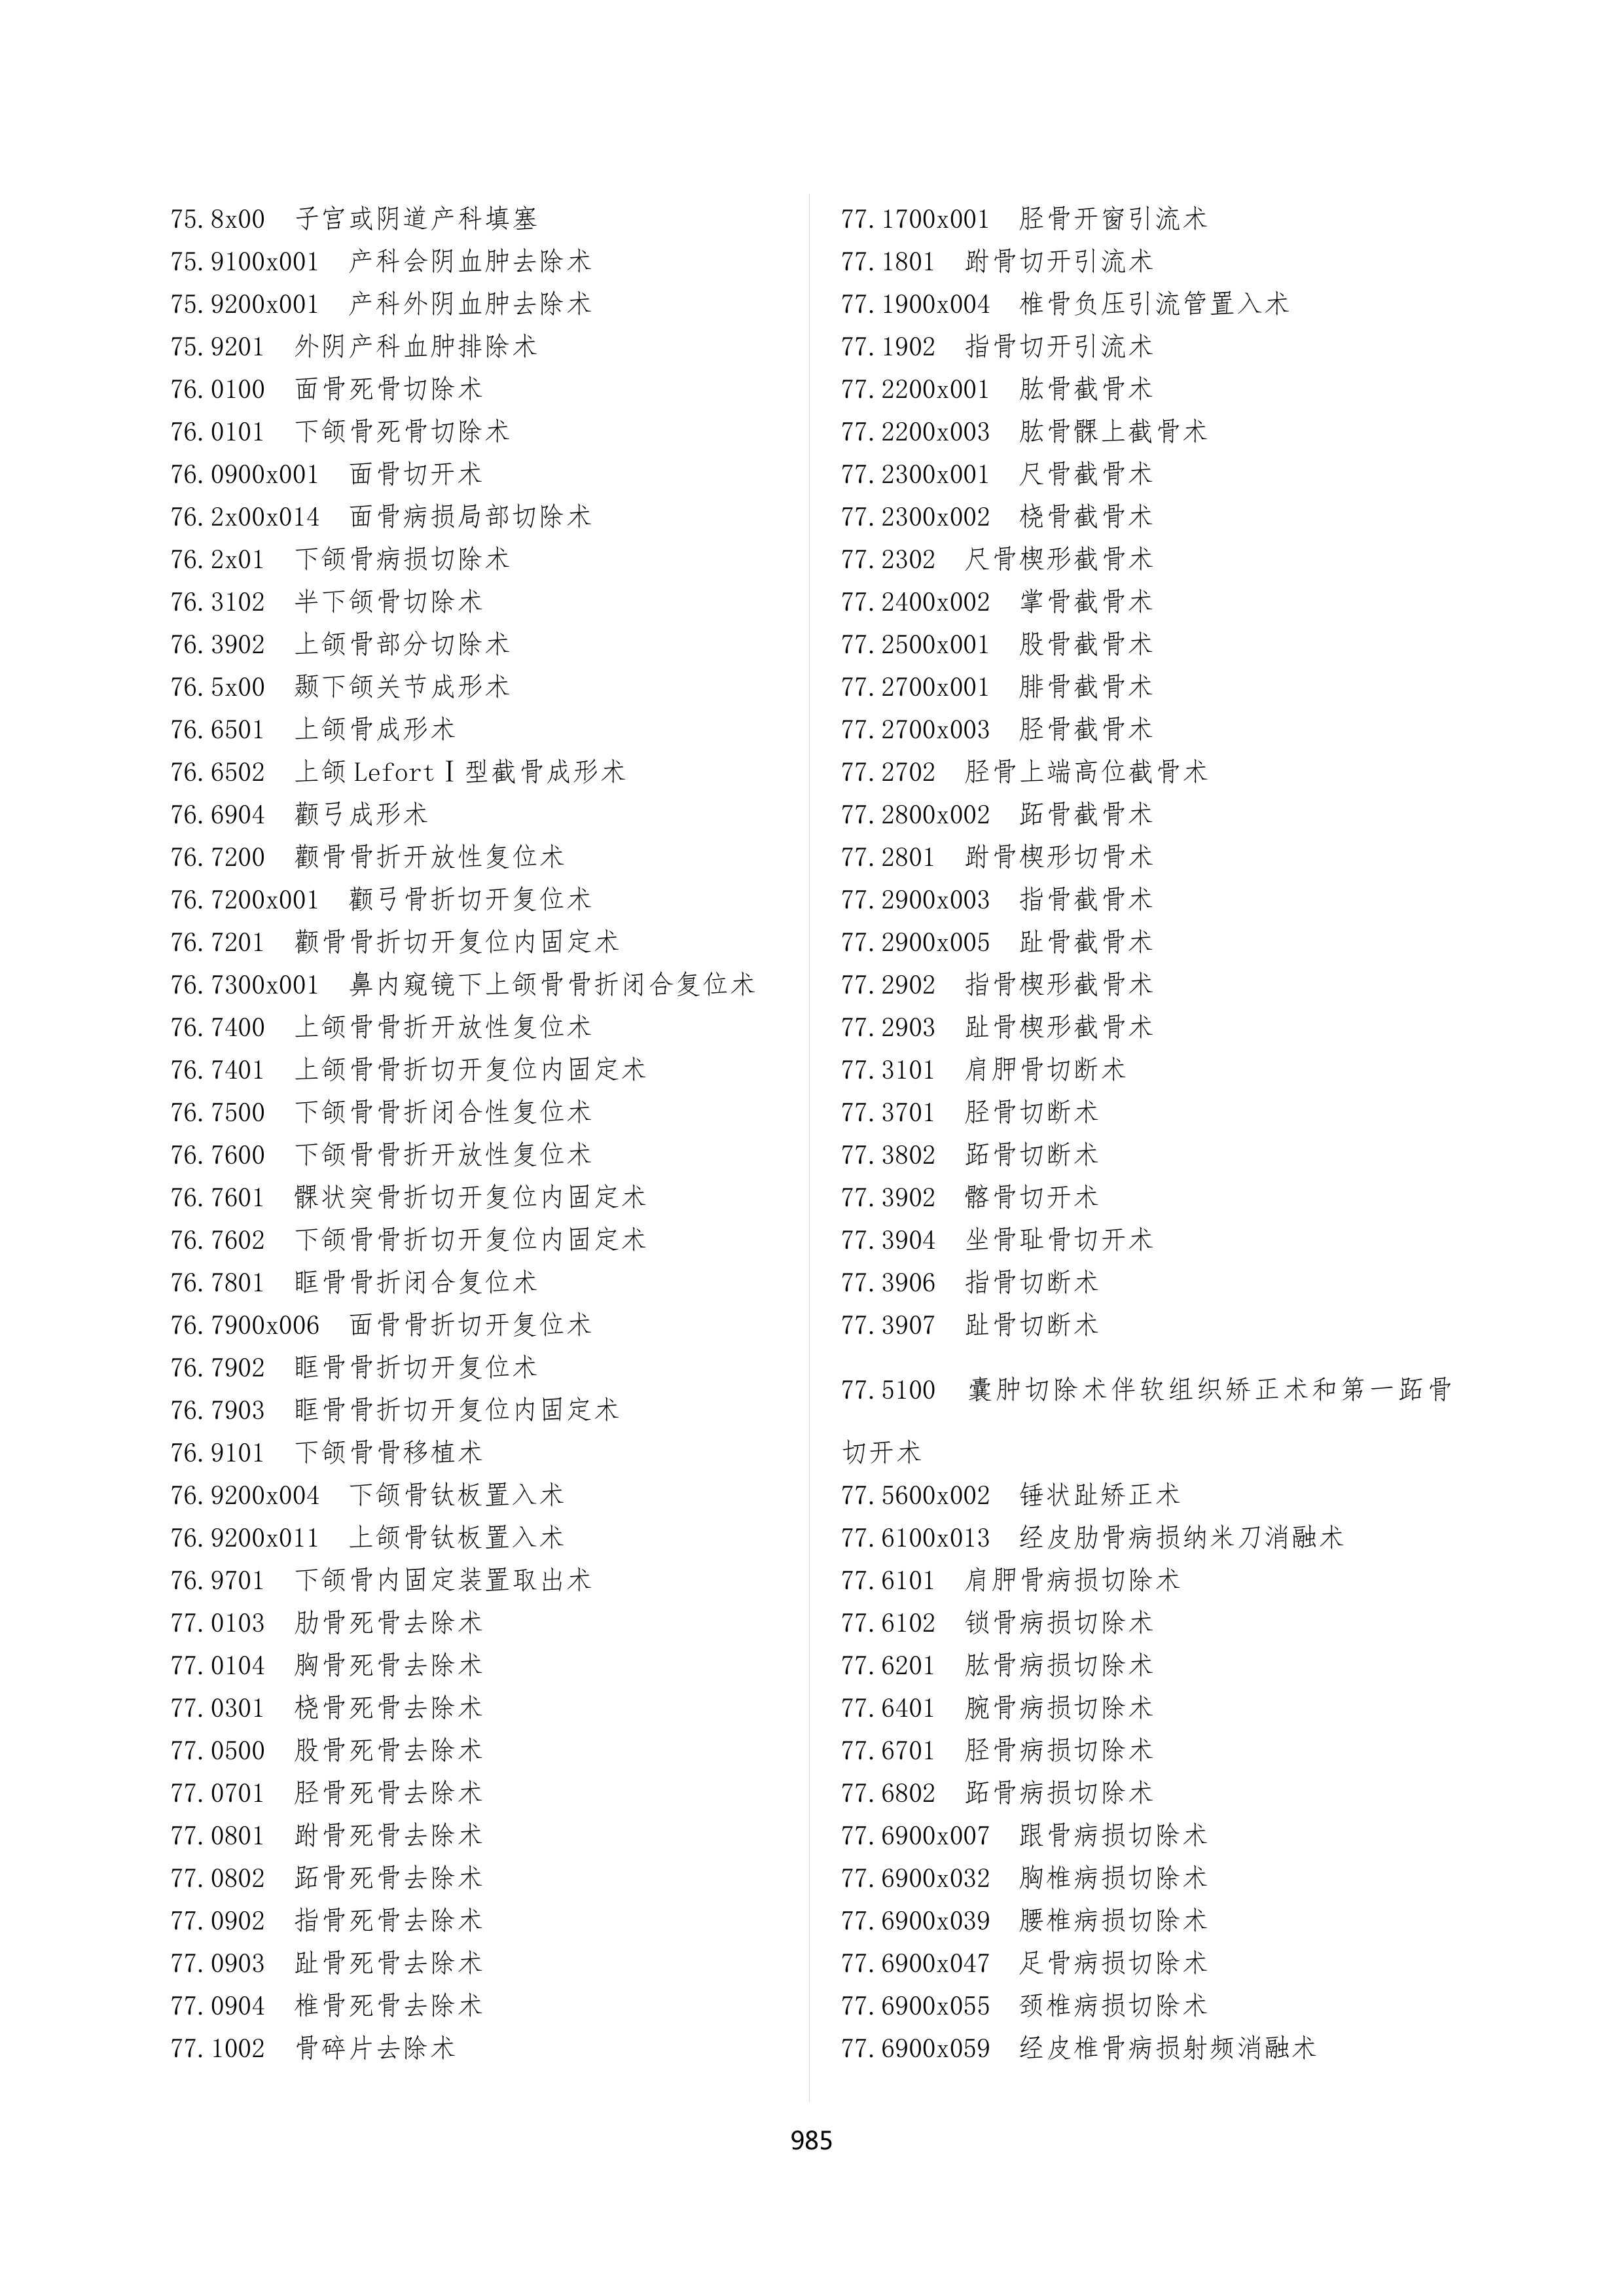 75.8x00 子宫或阴道产科填塞
75.9100x001 产科会阴血肿去除术
75.9200x001 产科外阴血肿去除术
75.9201 外阴产科血肿排除术
76.0100 面骨死骨切除术
76.0101 下颌骨死骨切除术
76.0900x001 面骨切开术
76.2x00x014 面骨病损局部切除术
76.2x01 下颌骨病损切除术
76.3102 半下颌骨切除术
76.3902 上颌骨部分切除术
76.5x00 颞下颌关节成形术
76.6501 上颌骨成形术
76.6502 上颌 LefortⅠ型截骨成形术
76.6904 颧弓成形术
76.7200 颧骨骨折开放性复位术
76.7200x001 颧弓骨折切开复位术
76.7201 颧骨骨折切开复位内固定术
76.7300x001 鼻内窥镜下上颌骨骨折闭合复位术
76.7400 上颌骨骨折开放性复位术
76.7401 上颌骨骨折切开复位内固定术
76.7500 下颌骨骨折闭合性复位术
76.7600 下颌骨骨折开放性复位术
76.7601 髁状突骨折切开复位内固定术
76.7602 下颌骨骨折切开复位内固定术
76.7801 眶骨骨折闭合复位术
76.7900x006 面骨骨折切开复位术
76.7902 眶骨骨折切开复位术
76.7903 眶骨骨折切开复位内固定术
76.9101 下颌骨骨移植术
76.9200x004 下颌骨钛板置入术
76.9200x011 上颌骨钛板置入术
76.9701 下颌骨内固定装置取出术
77.0103 肋骨死骨去除术
77.0104 胸骨死骨去除术
77.0301 桡骨死骨去除术
77.0500 股骨死骨去除术
77.0701 胫骨死骨去除术
77.0801 跗骨死骨去除术
77.0802 跖骨死骨去除术
77.0902 指骨死骨去除术
77.0903 趾骨死骨去除术
77.0904 椎骨死骨去除术
77.1002 骨碎片去除术
77.1700x001 胫骨开窗引流术
77.1801 跗骨切开引流术
77.1900x004 椎骨负压引流管置入术
77.1902 指骨切开引流术
77.2200x001 肱骨截骨术
77.2200x003 肱骨髁上截骨术
77.2300x001 尺骨截骨术
77.2300x002 桡骨截骨术
77.2302 尺骨楔形截骨术
77.2400x002 掌骨截骨术
77.2500x001 股骨截骨术
77.2700x001 腓骨截骨术
77.2700x003 胫骨截骨术
77.2702 胫骨上端高位截骨术
77.2800x002 跖骨截骨术
77.2801 跗骨楔形切骨术
77.2900x003 指骨截骨术
77.2900x005 趾骨截骨术
77.2902 指骨楔形截骨术
77.2903 趾骨楔形截骨术
77.3101 肩胛骨切断术
77.3701 胫骨切断术
77.3802 跖骨切断术
77.3902 髂骨切开术
77.3904 坐骨耻骨切开术
77.3906 指骨切断术
77.3907 趾骨切断术
77.5100 囊肿切除术伴软组织矫正术和第一跖骨
切开术
77.5600x002 锤状趾矫正术
77.6100x013 经皮肋骨病损纳米刀消融术
77.6101 肩胛骨病损切除术
77.6102 锁骨病损切除术
77.6201 肱骨病损切除术
77.6401 腕骨病损切除术
77.6701 胫骨病损切除术
77.6802 跖骨病损切除术
77.6900x007 跟骨病损切除术
77.6900x032 胸椎病损切除术
77.6900x039 腰椎病损切除术
77.6900x047 足骨病损切除术
77.6900x055 颈椎病损切除术
77.6900x059 经皮椎骨病损射频消融术
985